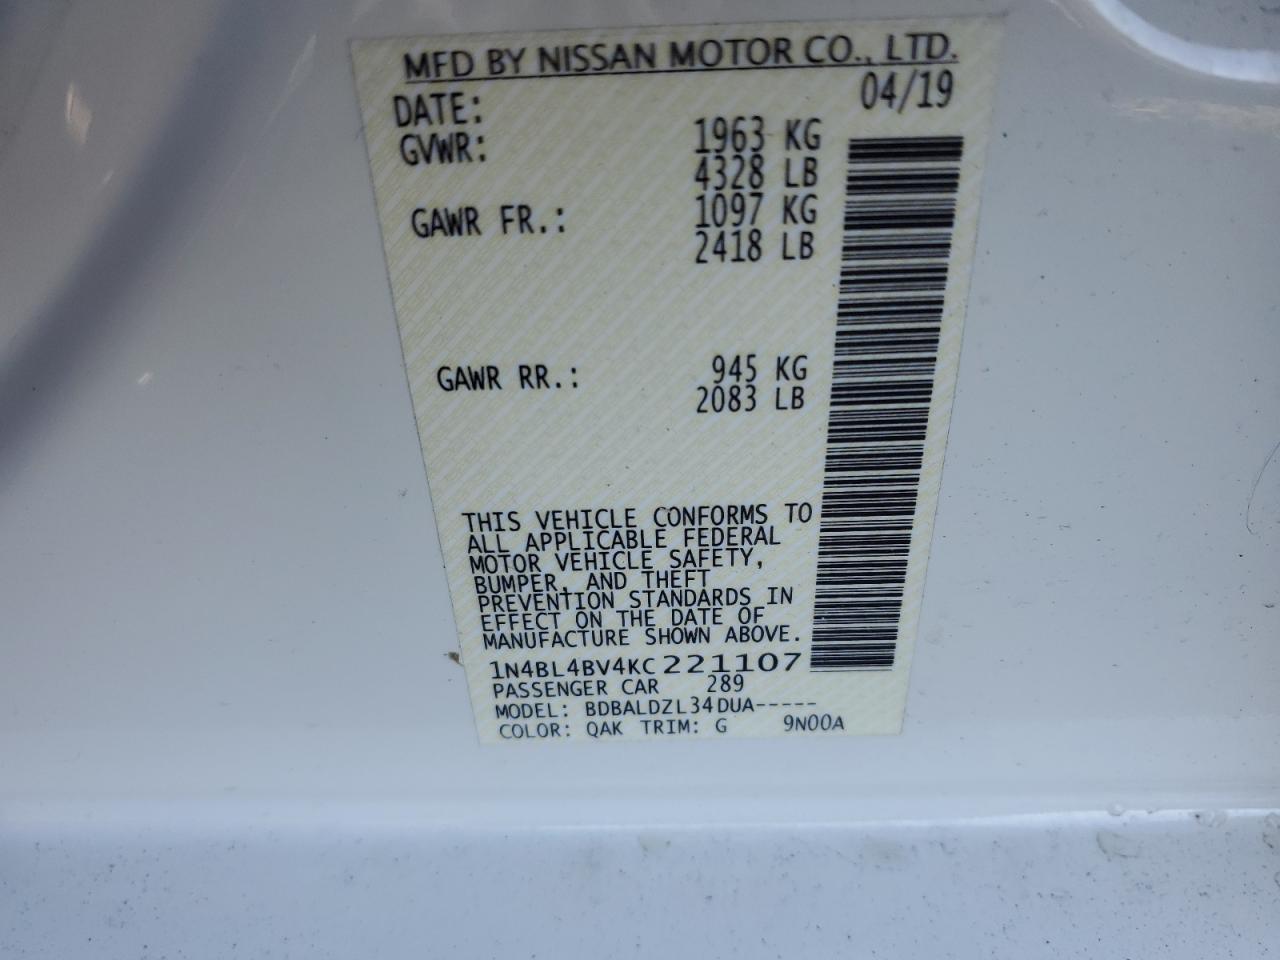 MFD BY NISSAN MOTOR CO., LTD.
DATE: 04/19
GVWR: 1963 KG
4328 LB
GAWR FR.: 1097 KG
2418 LB
GAWR RR.: 945 KG
2083 LB
THIS VEHICLE CONFORMS TO
ALL APPLICABLE FEDERAL
MOTOR VEHICLE SAFETY,
BUMPER, AND THEFT
PREVENTION STANDARDS IN
EFFECT ON THE DATE OF
MANUFACTURE SHOWN ABOVE.
1N4BL4BV4KC221107
PASSENGER CAR 289
MODEL: BDBALDZL34DUA-----
COLOR: QAK TRIM: G 9N00A